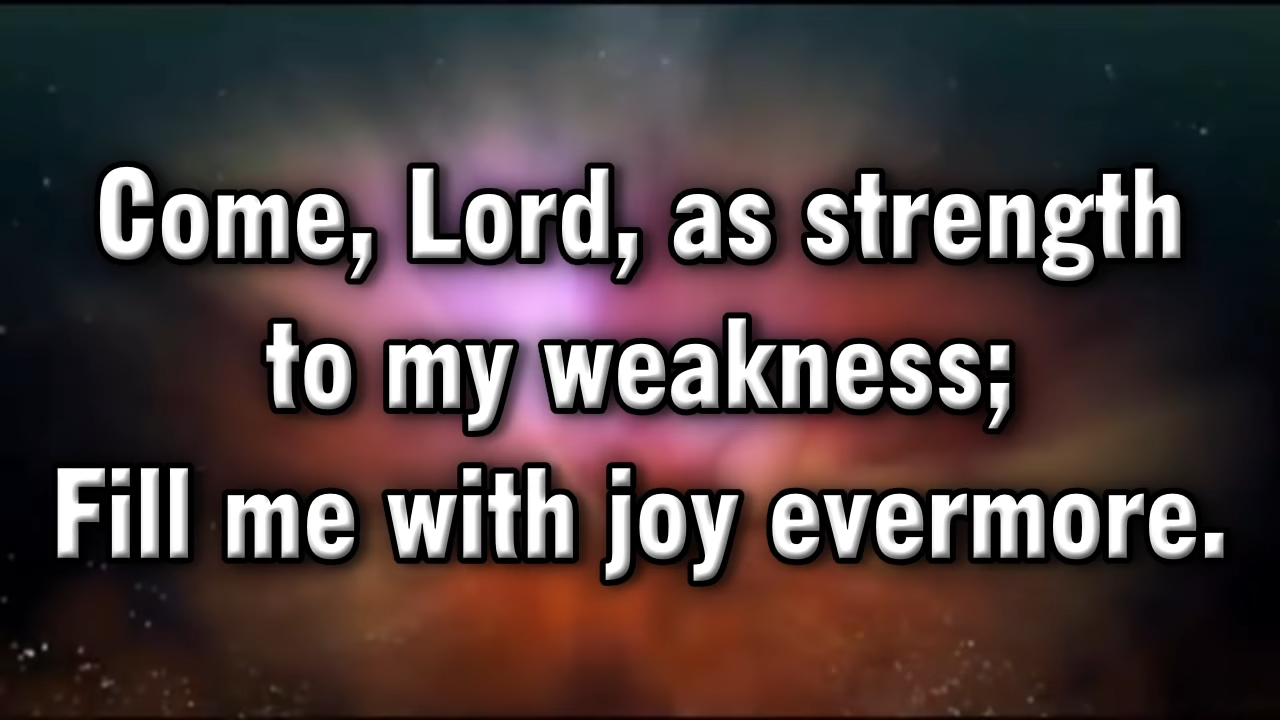 Come, Lord, as strength
to my weakness;
Fill me with joy evermore.